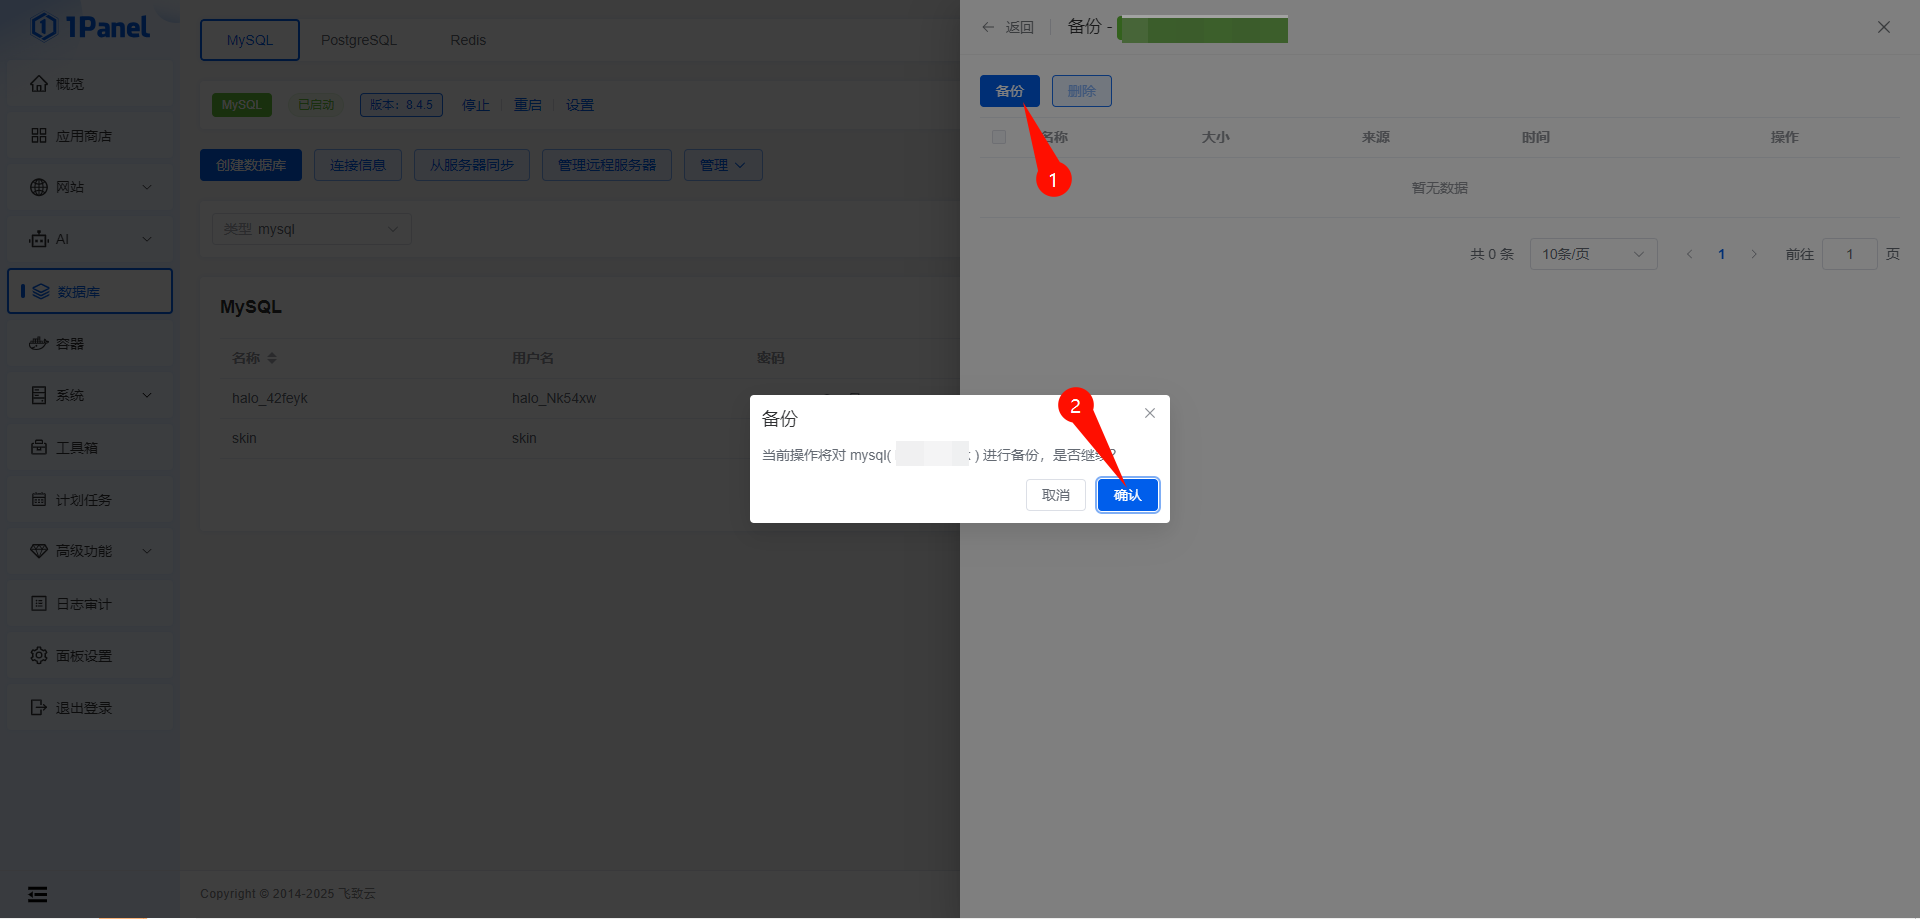 1Panel
概览
应用商店
网站
AI
数据库
容器
系统
工具箱
计划任务
高级功能
日志审计
面板设置
退出登录
MySQL PostgreSQL Redis
MySQL 已启动 版本：8.4.5 停止 重启 设置
创建数据库 连接信息 从服务器同步 管理远程服务器 管理
类型 mysql
MySQL
名称 用户名 密码
halo_42feyk halo_Nk54xw
skin skin
Copyright © 2014-2025 飞致云
返回 备份 -
备份 删除
名称 大小 来源 时间 操作
1
暂无数据
共 0 条 10条/页 1 前往 1 页
2
备份
当前操作将对 mysql( ) 进行备份，是否继续?
取消 确认